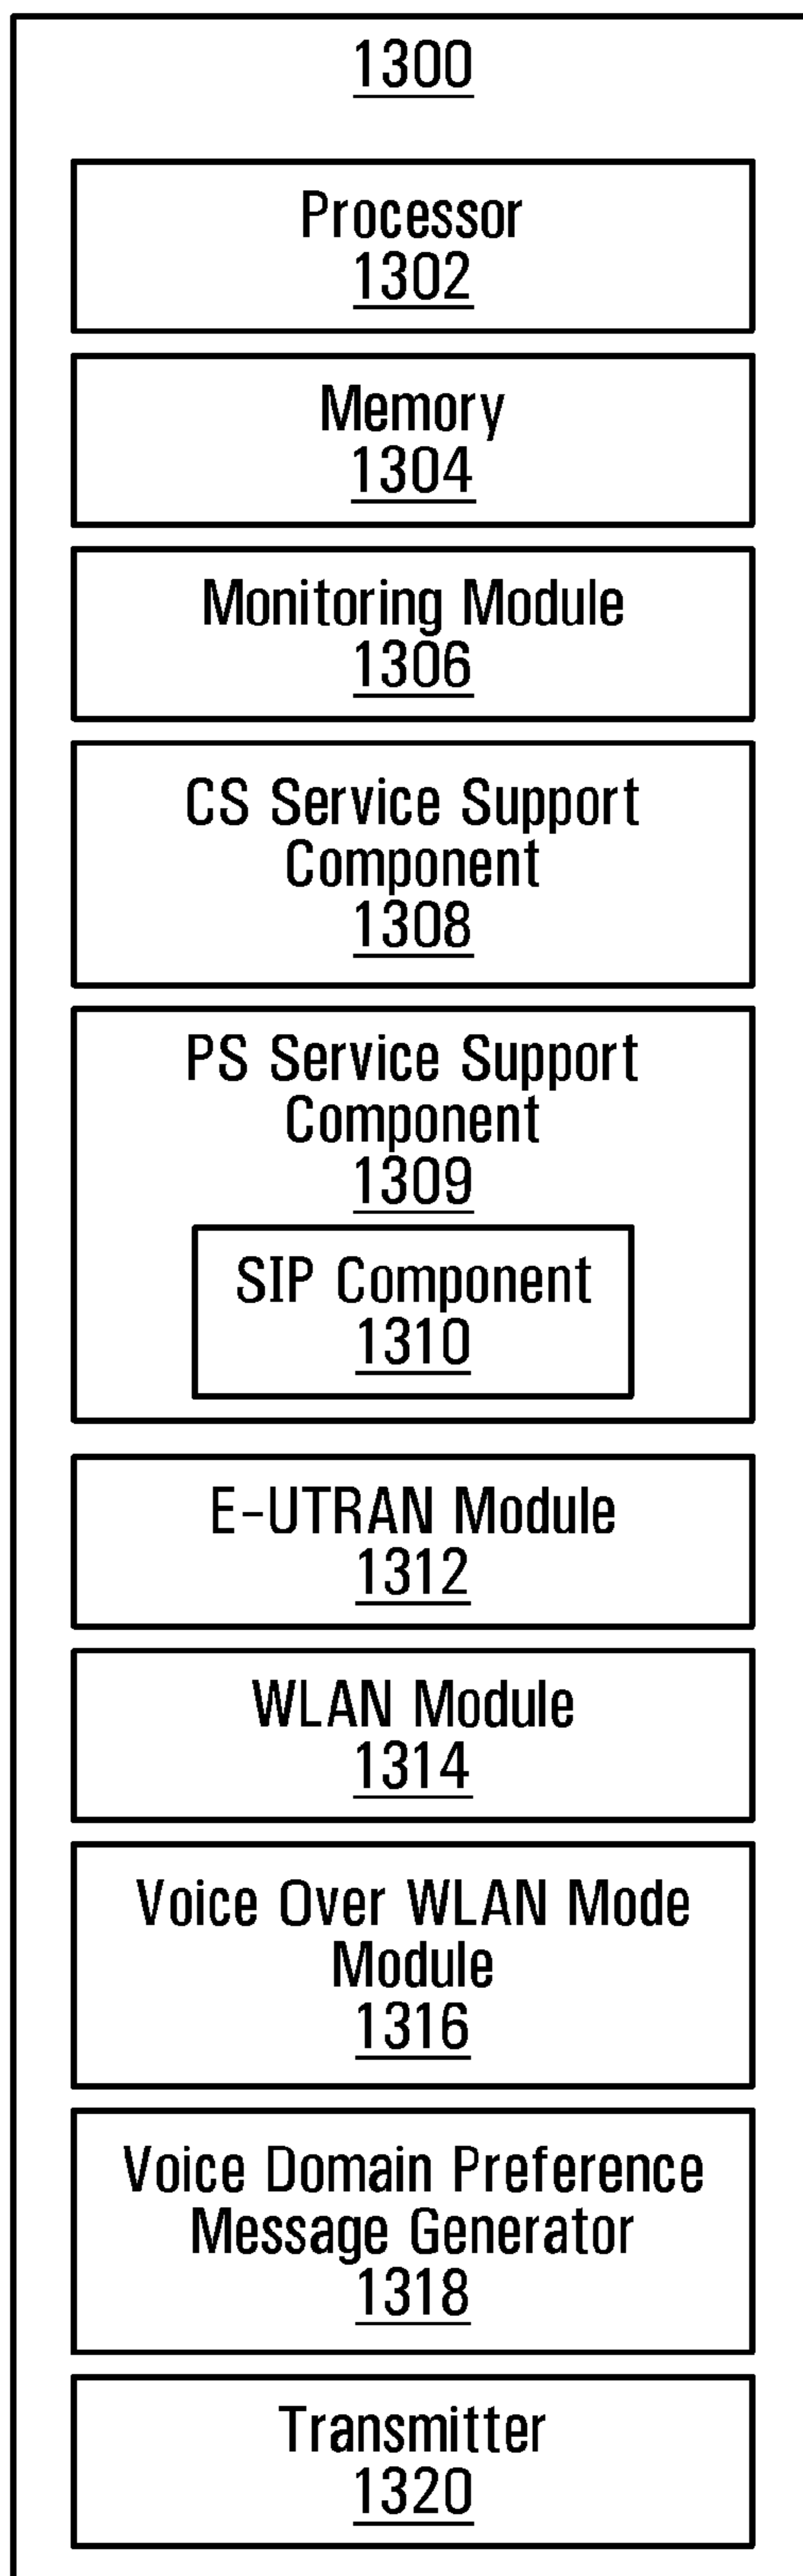 1300
Processor
1302
Memory
1304
Monitoring Module
1306
CS Service Support
Component
1308
PS Service Support
Component
1309
SIP Component
1310
E-UTRAN Module
1312
WLAN Module
1314
Voice Over WLAN Mode
Module
1316
Voice Domain Preference
Message Generator
1318
Transmitter
1320